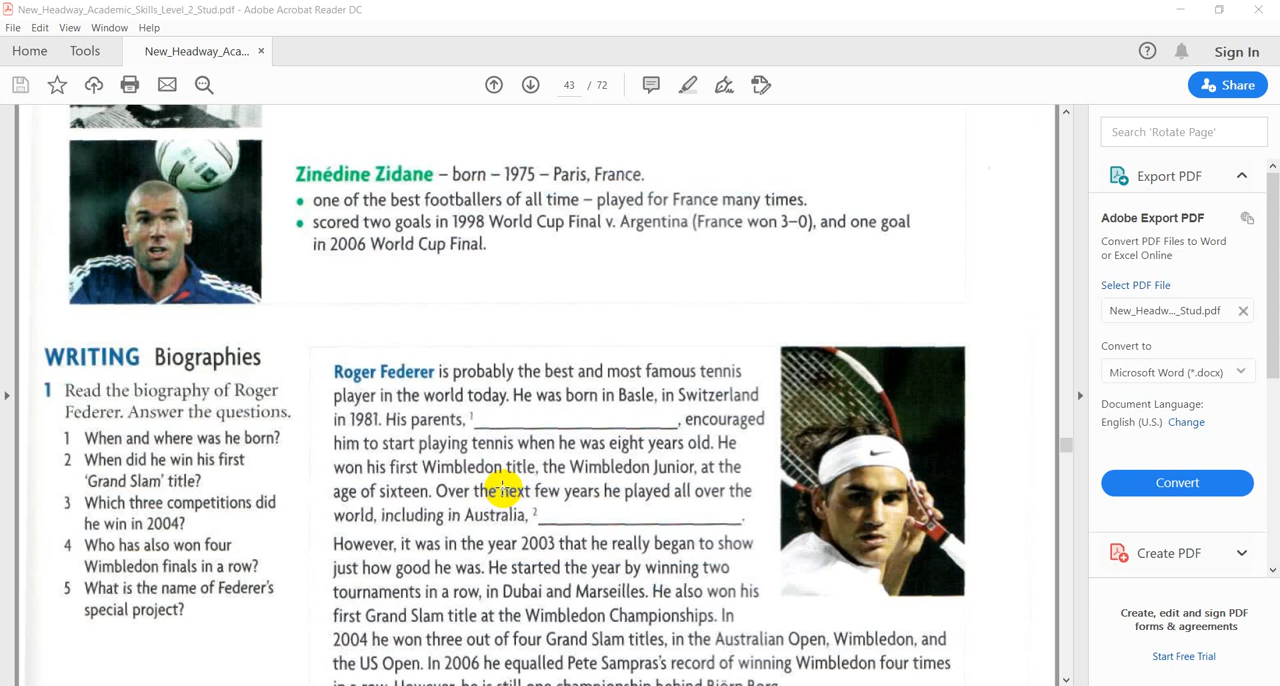 New_Headway_Academic_Skills_Level_2_Stud.pdf - Adobe Acrobat Reader DC
File Edit View Window Help
Home Tools New_Headway_Aca... × Sign In
43 / 72 Share
Zinédine Zidane – born – 1975 – Paris, France.
• one of the best footballers of all time – played for France many times.
• scored two goals in 1998 World Cup Final v. Argentina (France won 3–0), and one goal
in 2006 World Cup Final.
WRITING Biographies
1 Read the biography of Roger
Federer. Answer the questions.
1 When and where was he born?
2 When did he win his first
'Grand Slam' title?
3 Which three competitions did
he win in 2004?
4 Who has also won four
Wimbledon finals in a row?
5 What is the name of Federer's
special project?
Roger Federer is probably the best and most famous tennis
player in the world today. He was born in Basle, in Switzerland
in 1981. His parents, 1 ____________________, encouraged
him to start playing tennis when he was eight years old. He
won his first Wimbledon title, the Wimbledon Junior, at the
age of sixteen. Over the next few years he played all over the
world, including in Australia, 2 ____________________.
However, it was in the year 2003 that he really began to show
just how good he was. He started the year by winning two
tournaments in a row, in Dubai and Marseilles. He also won his
first Grand Slam title at the Wimbledon Championships. In
2004 he won three out of four Grand Slam titles, in the Australian Open, Wimbledon, and
the US Open. In 2006 he equalled Pete Sampras's record of winning Wimbledon four times
in a row. However, he is still one championship behind Björn Borg
Search 'Rotate Page'
Export PDF
Adobe Export PDF
Convert PDF Files to Word
or Excel Online
Select PDF File
New_Headw..._Stud.pdf
Convert to
Microsoft Word (*.docx)
Document Language:
English (U.S.) Change
Convert
Create PDF
Create, edit and sign PDF
forms & agreements
Start Free Trial